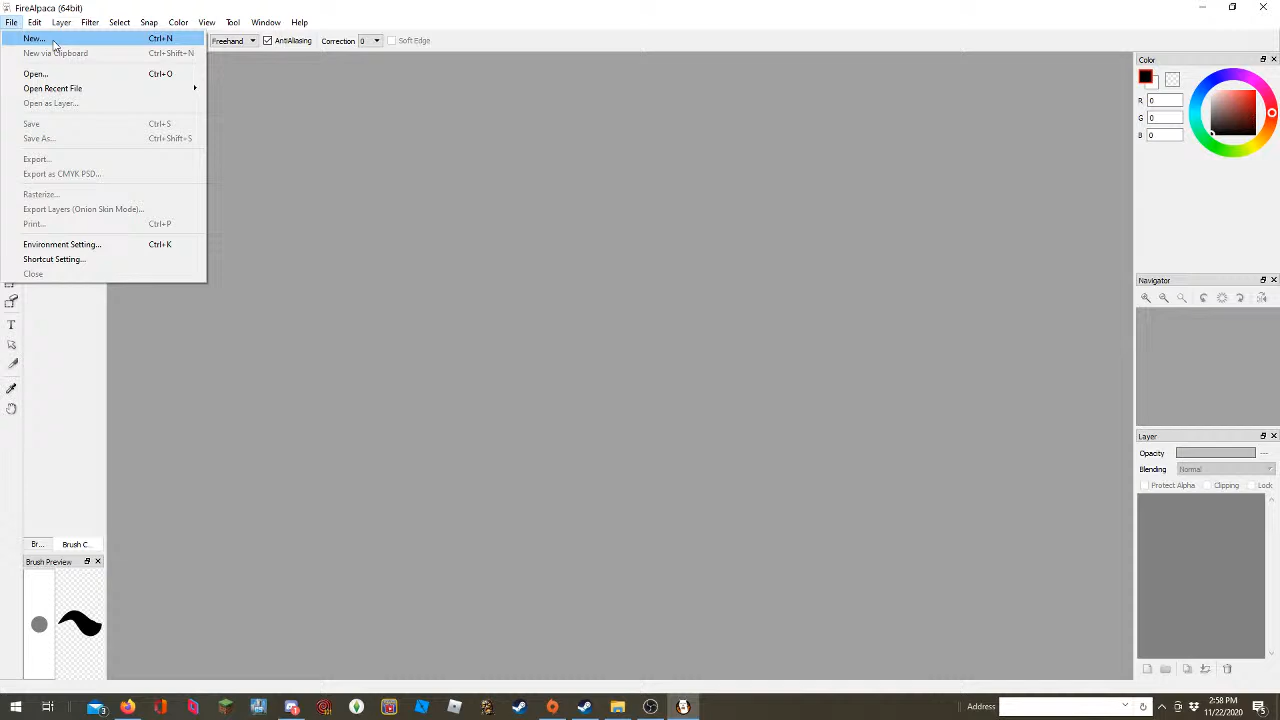 FireAlpaca (64bit)
File Edit Layer Filter Select Snap Color View Tool Window Help
New... Ctrl+N
New via Clipboard Ctrl+Shift+N
Open... Ctrl+O
Open Recent File
Open as Layer...
Save Ctrl+S
Save As... Ctrl+Shift+S
Export...
Export as CMYK PSD...
Rasterize...
Export Layers (Onion Skin Mode)...
Print... Ctrl+P
Environment Setting... Ctrl+K
Shortcut Setting...
Close
Freehand AntiAliasing Correction 0 Soft Edge
Color
R 0
G 0
B 0
Navigator
Layer
Opacity
Blending Normal
Protect Alpha Clipping Lock
T
Br... Brush C...
Brush Preview
Address
2:58 PM
11/22/2020